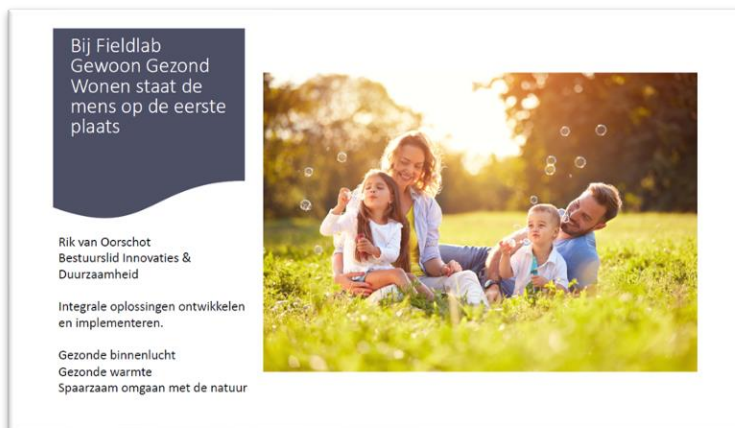 Bij Fieldlab
Gewoon Gezond
Wonen staat de
mens op de eerste
plaats
Rik van Oorschot
Bestuurslid Innovaties &
Duurzaamheid
Integrale oplossingen ontwikkelen
en implementeren.
Gezonde binnenlucht
Gezonde warmte
Spaarzaam omgaan met de natuur